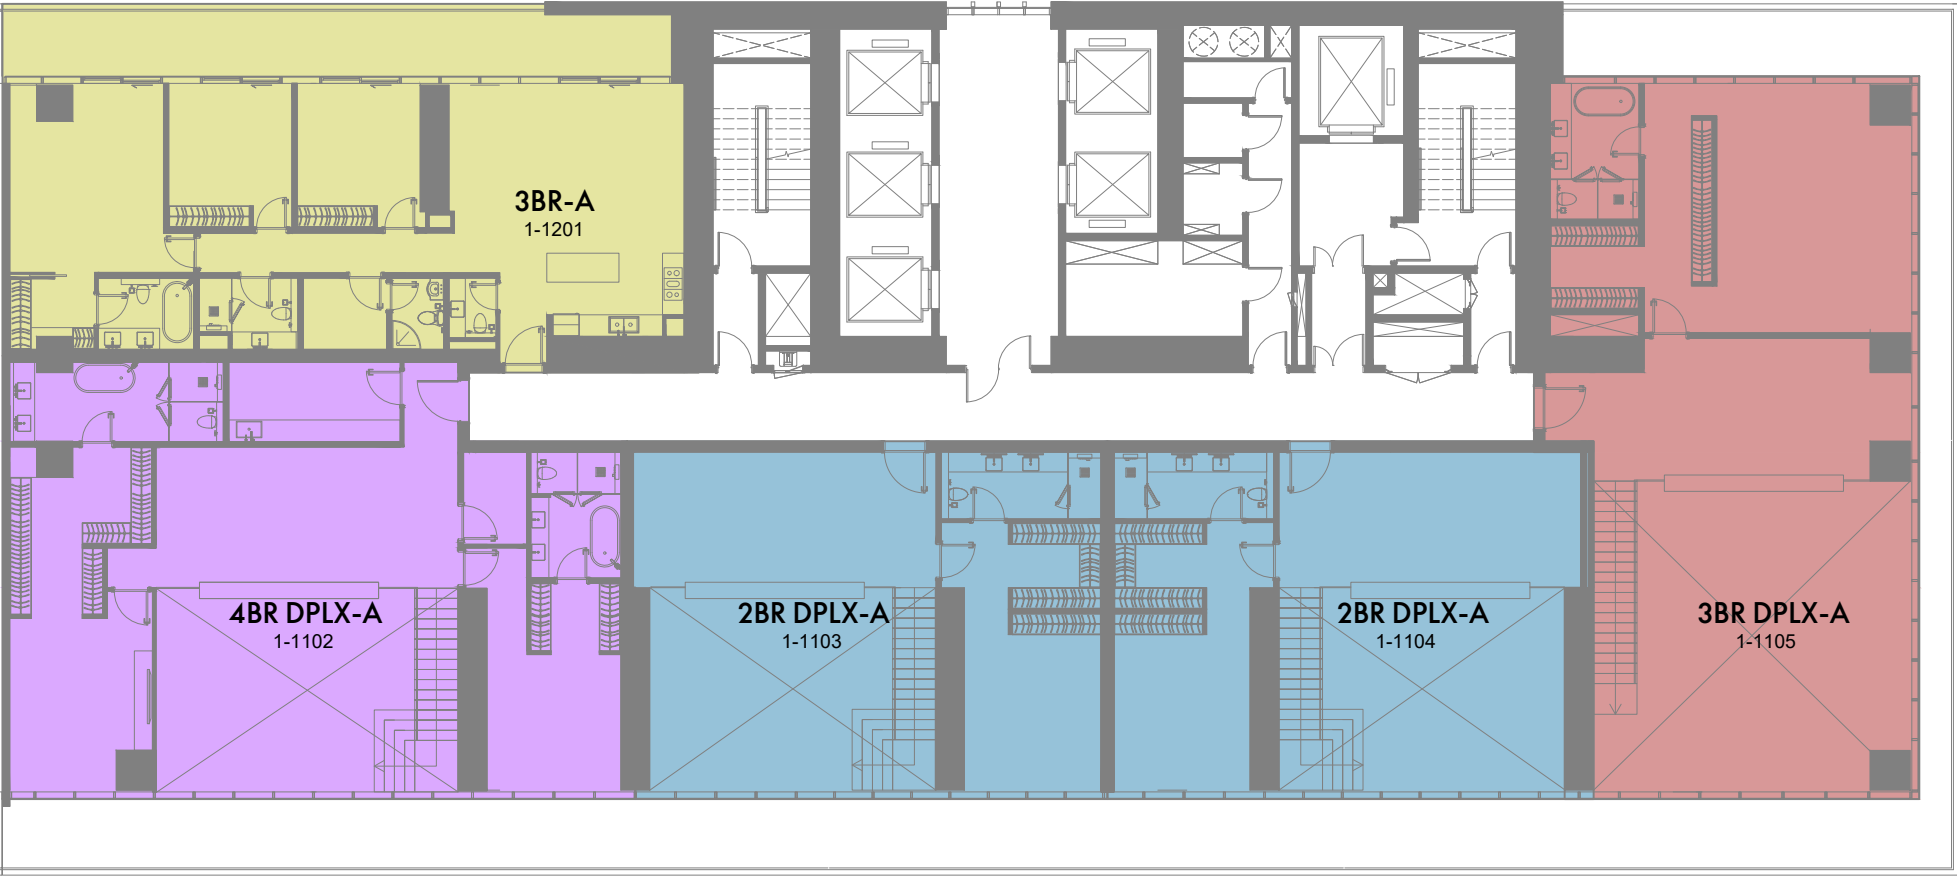 3BR-A
1-1201
4BR DPLX-A
1-1102
2BR DPLX-A
1-1103
2BR DPLX-A
1-1104
3BR DPLX-A
1-1105